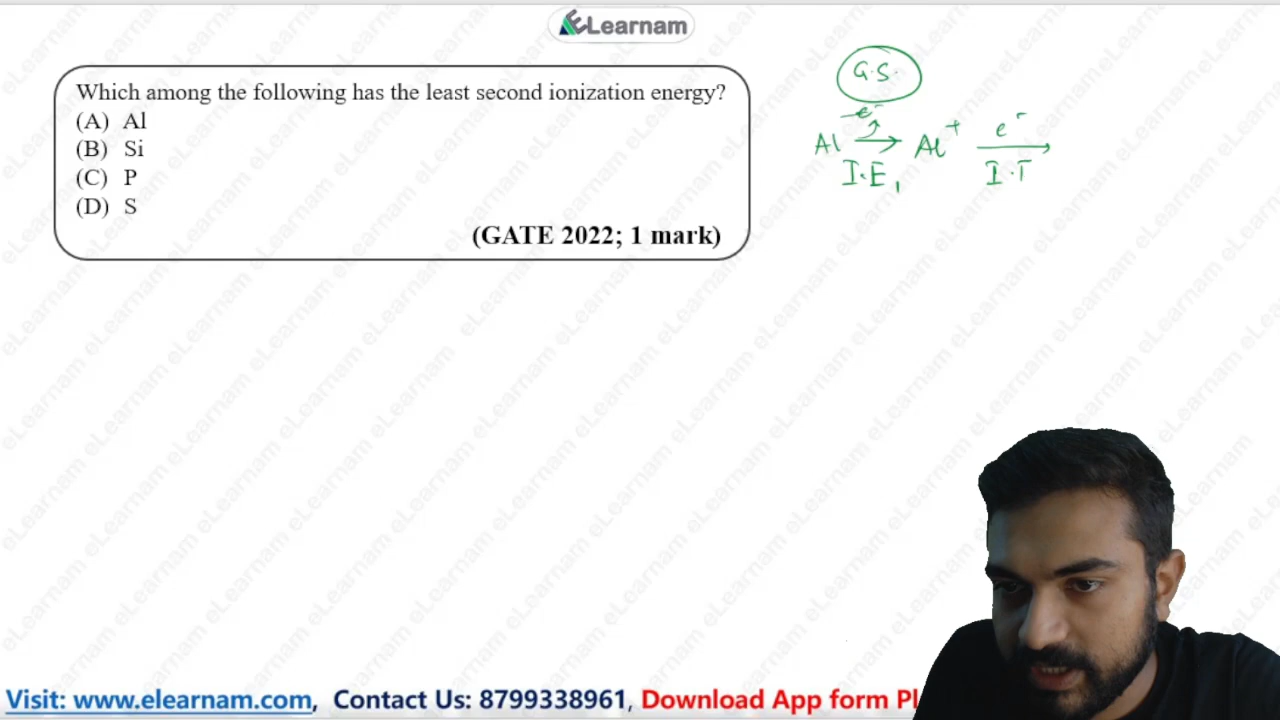 eLearnam
Which among the following has the least second ionization energy?
(A) Al
(B) Si
(C) P
(D) S
(GATE 2022; 1 mark)
G.S.
-e⁻
Al → Al⁺ e⁻ →
I.E₁ I.E
Visit: www.elearnam.com, Contact Us: 8799338961, Download App form Pl